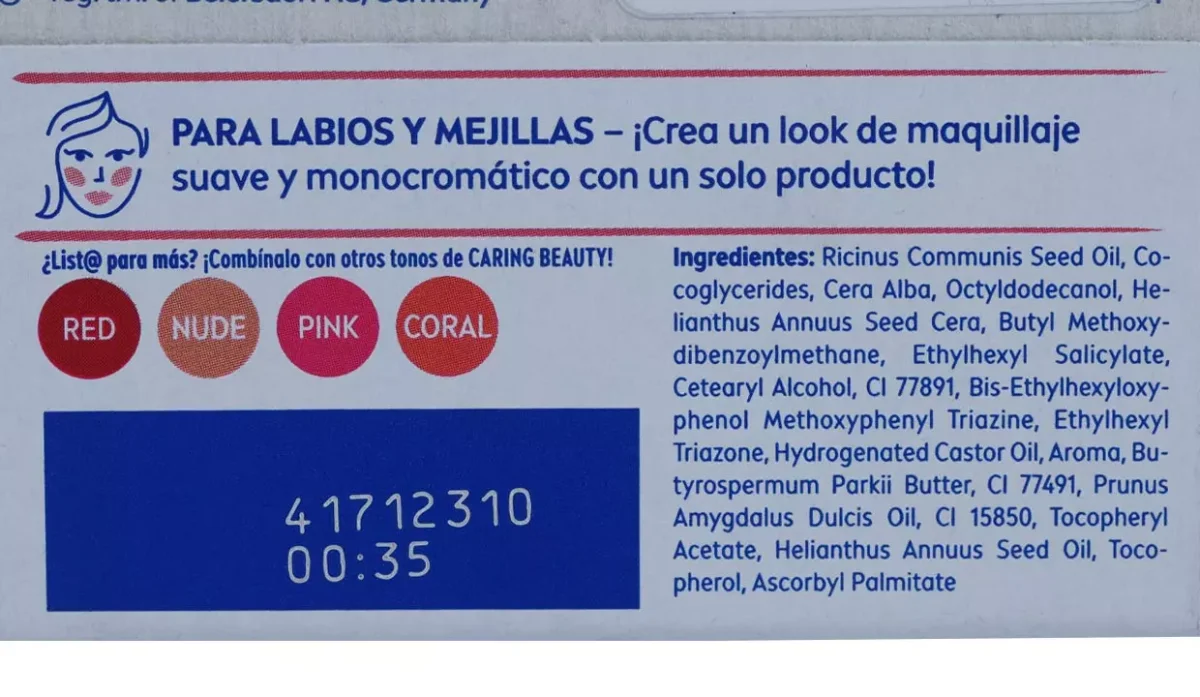 of Beiersdorf AG, Germany
PARA LABIOS Y MEJILLAS – ¡Crea un look de maquillaje
suave y monocromático con un solo producto!
¿List@ para más? ¡Combínalo con otros tonos de CARING BEAUTY!
RED NUDE PINK CORAL
41712310
00:35
Ingredientes: Ricinus Communis Seed Oil, Co-
coglycerides, Cera Alba, Octyldodecanol, He-
lianthus Annuus Seed Cera, Butyl Methoxy-
dibenzoylmethane, Ethylhexyl Salicylate,
Cetearyl Alcohol, CI 77891, Bis-Ethylhexyloxy-
phenol Methoxyphenyl Triazine, Ethylhexyl
Triazone, Hydrogenated Castor Oil, Aroma, Bu-
tyrospermum Parkii Butter, CI 77491, Prunus
Amygdalus Dulcis Oil, CI 15850, Tocopheryl
Acetate, Helianthus Annuus Seed Oil, Toco-
pherol, Ascorbyl Palmitate